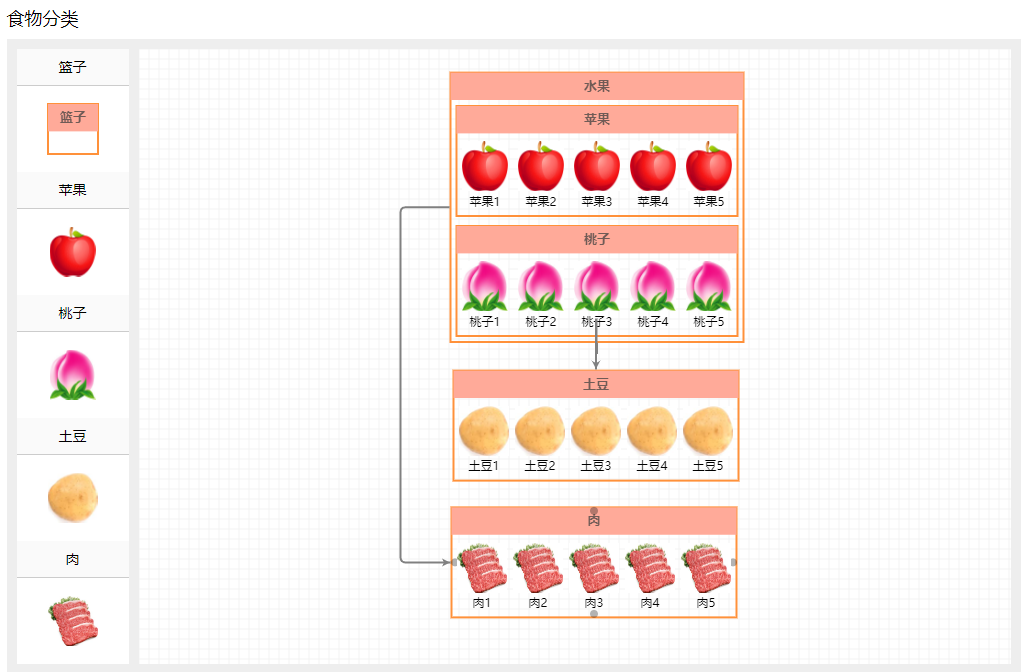 食物分类
篮子
篮子
苹果
桃子
土豆
肉
水果
苹果
苹果1 苹果2 苹果3 苹果4 苹果5
桃子
桃子1 桃子2 桃子3 桃子4 桃子5
土豆
土豆1 土豆2 土豆3 土豆4 土豆5
肉
肉1 肉2 肉3 肉4 肉5